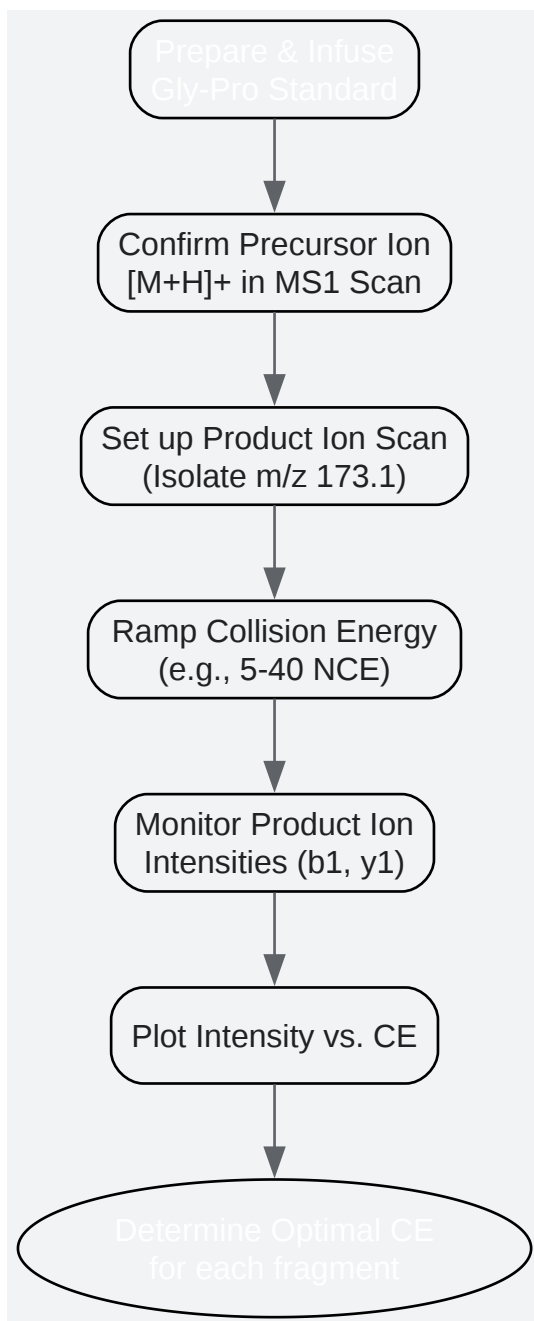 Prepare & Infuse
Gly-Pro Standard
Confirm Precursor Ion
[M+H]+ in MS1 Scan
Set up Product Ion Scan
(Isolate m/z 173.1)
Ramp Collision Energy
(e.g., 5-40 NCE)
Monitor Product Ion
Intensities (b1, y1)
Plot Intensity vs. CE
Determine Optimal CE
for each fragment